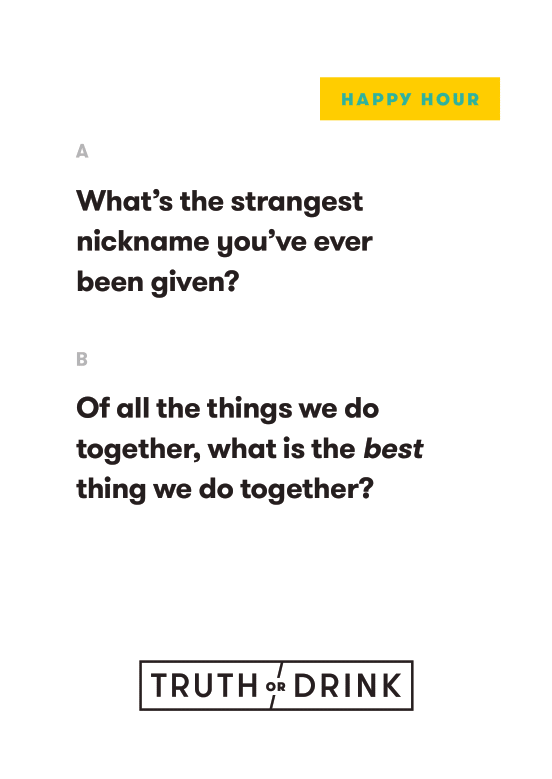 HAPPY HOUR
A
What’s the strangest
nickname you’ve ever
been given?
B
Of all the things we do
together, what is the best
thing we do together?
TRUTH OR DRINK